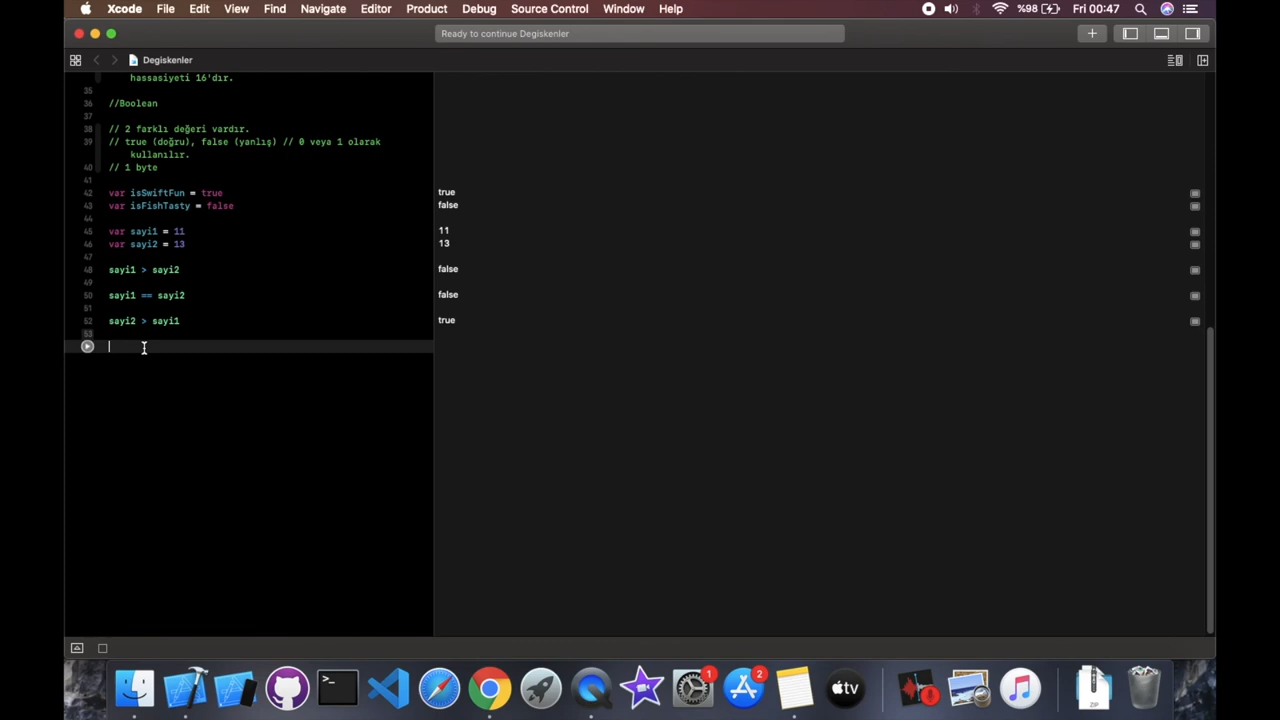 Xcode File Edit View Find Navigate Editor Product Debug Source Control Window Help %98 Fri 00:47
Ready to continue Degiskenler
Degiskenler
hassasiyeti 16'dır.
35
36 //Boolean
37
38 // 2 farklı değeri vardır.
39 // true (doğru), false (yanlış) // 0 veya 1 olarak
kullanılır.
40 // 1 byte
41
42 var isSwiftFun = true true
43 var isFishTasty = false false
44
45 var sayi1 = 11 11
46 var sayi2 = 13 13
47
48 sayi1 > sayi2 false
49
50 sayi1 == sayi2 false
51
52 sayi2 > sayi1 true
53
1 2 tv ZIP